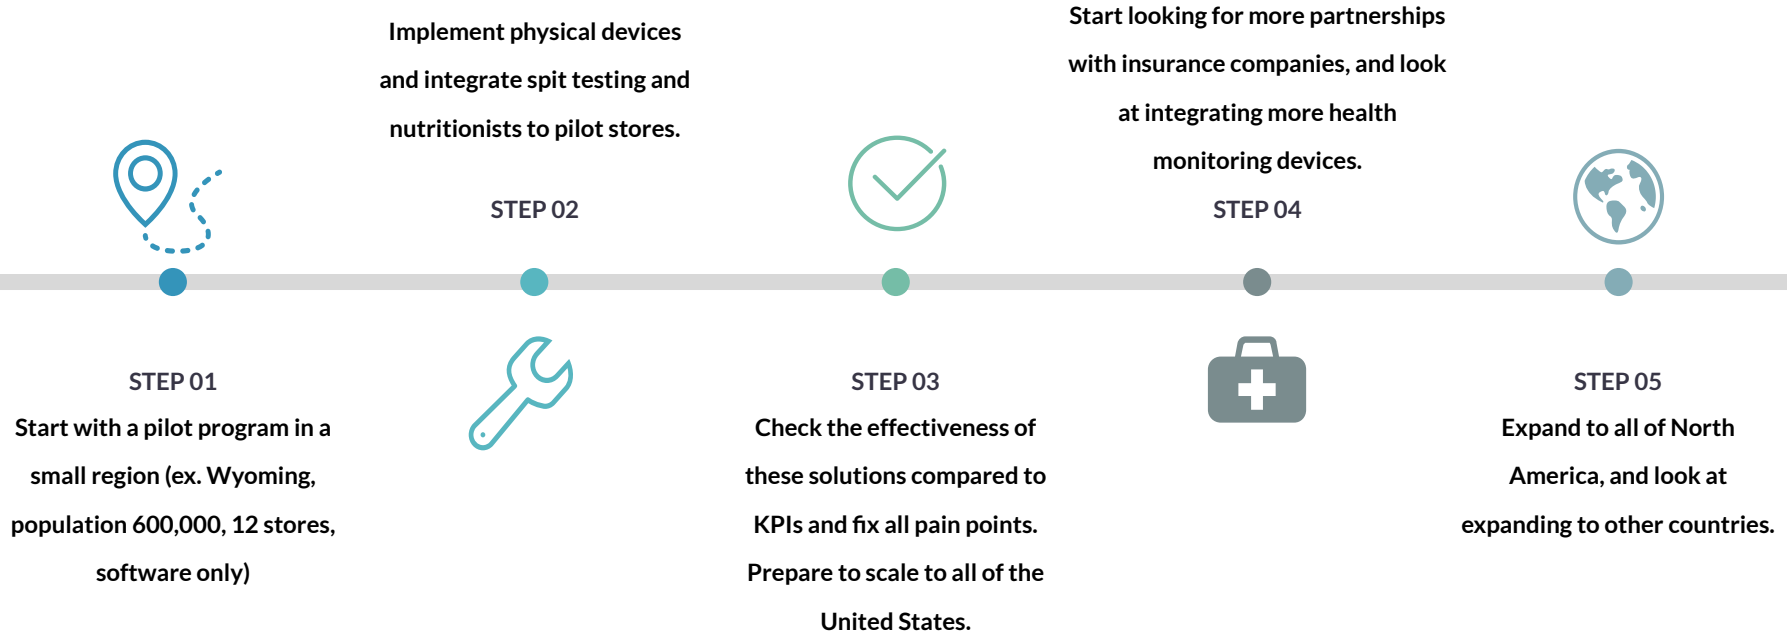 STEP 01
Start with a pilot program in a
small region (ex. Wyoming,
population 600,000, 12 stores,
software only)
Implement physical devices
and integrate spit testing and
nutritionists to pilot stores.
STEP 02
STEP 03
Check the effectiveness of
these solutions compared to
KPIs and fix all pain points.
Prepare to scale to all of the
United States.
Start looking for more partnerships
with insurance companies, and look
at integrating more health
monitoring devices.
STEP 04
STEP 05
Expand to all of North
America, and look at
expanding to other countries.